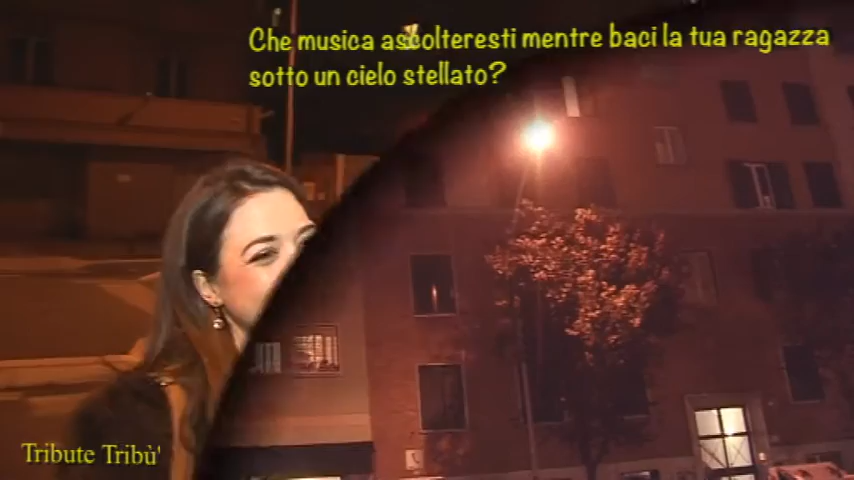 Che musica ascolteresti mentre baci la tua ragazza
sotto un cielo stellato?
Tribute Tribù'